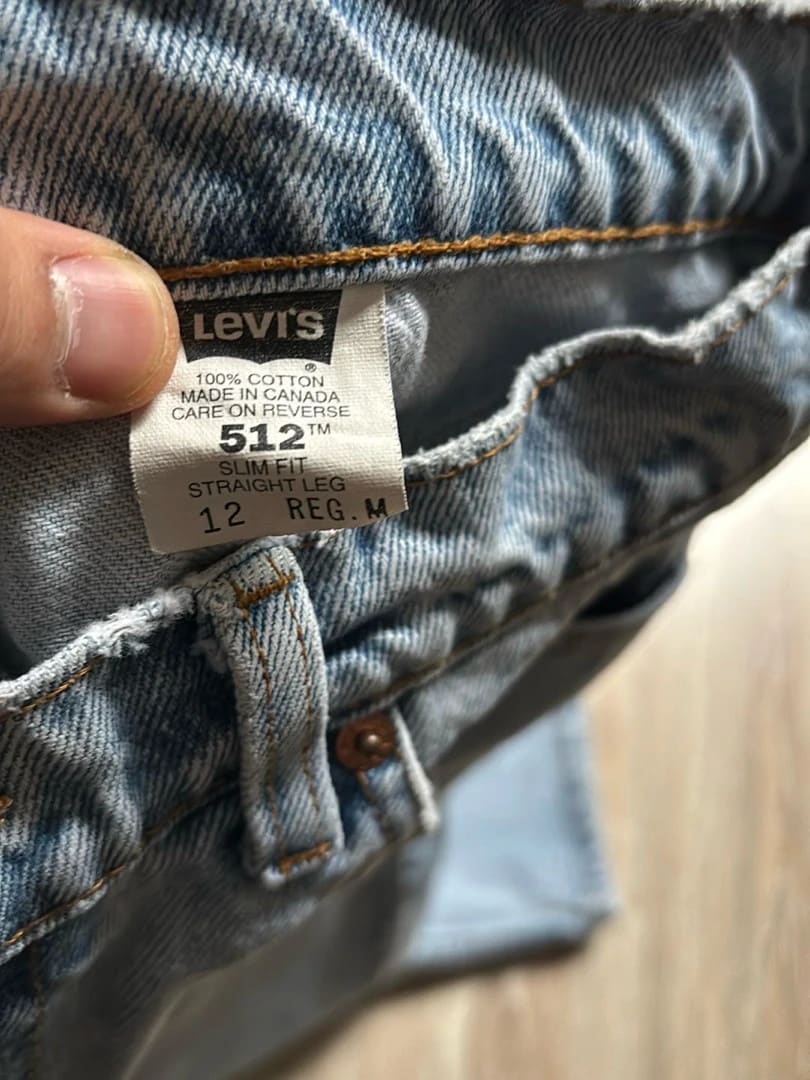 Levi's
®
100% COTTON
MADE IN CANADA
CARE ON REVERSE
512™
SLIM FIT
STRAIGHT LEG
12 REG. M